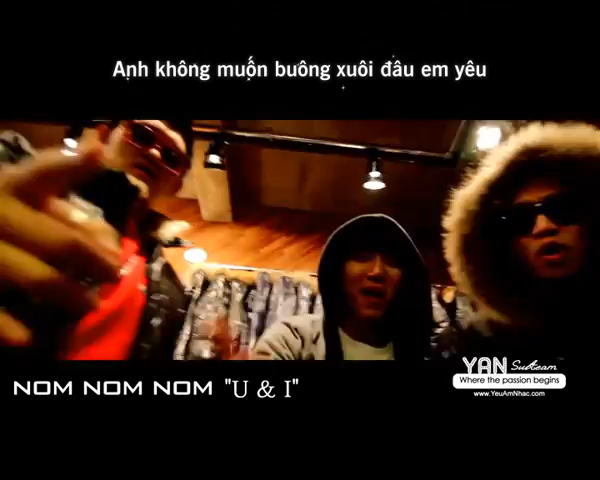 Anh không muốn buông xuôi đâu em yêu
NOM NOM NOM "U & I"
YAN Subteam
Where the passion begins
www.YeuAmNhac.com